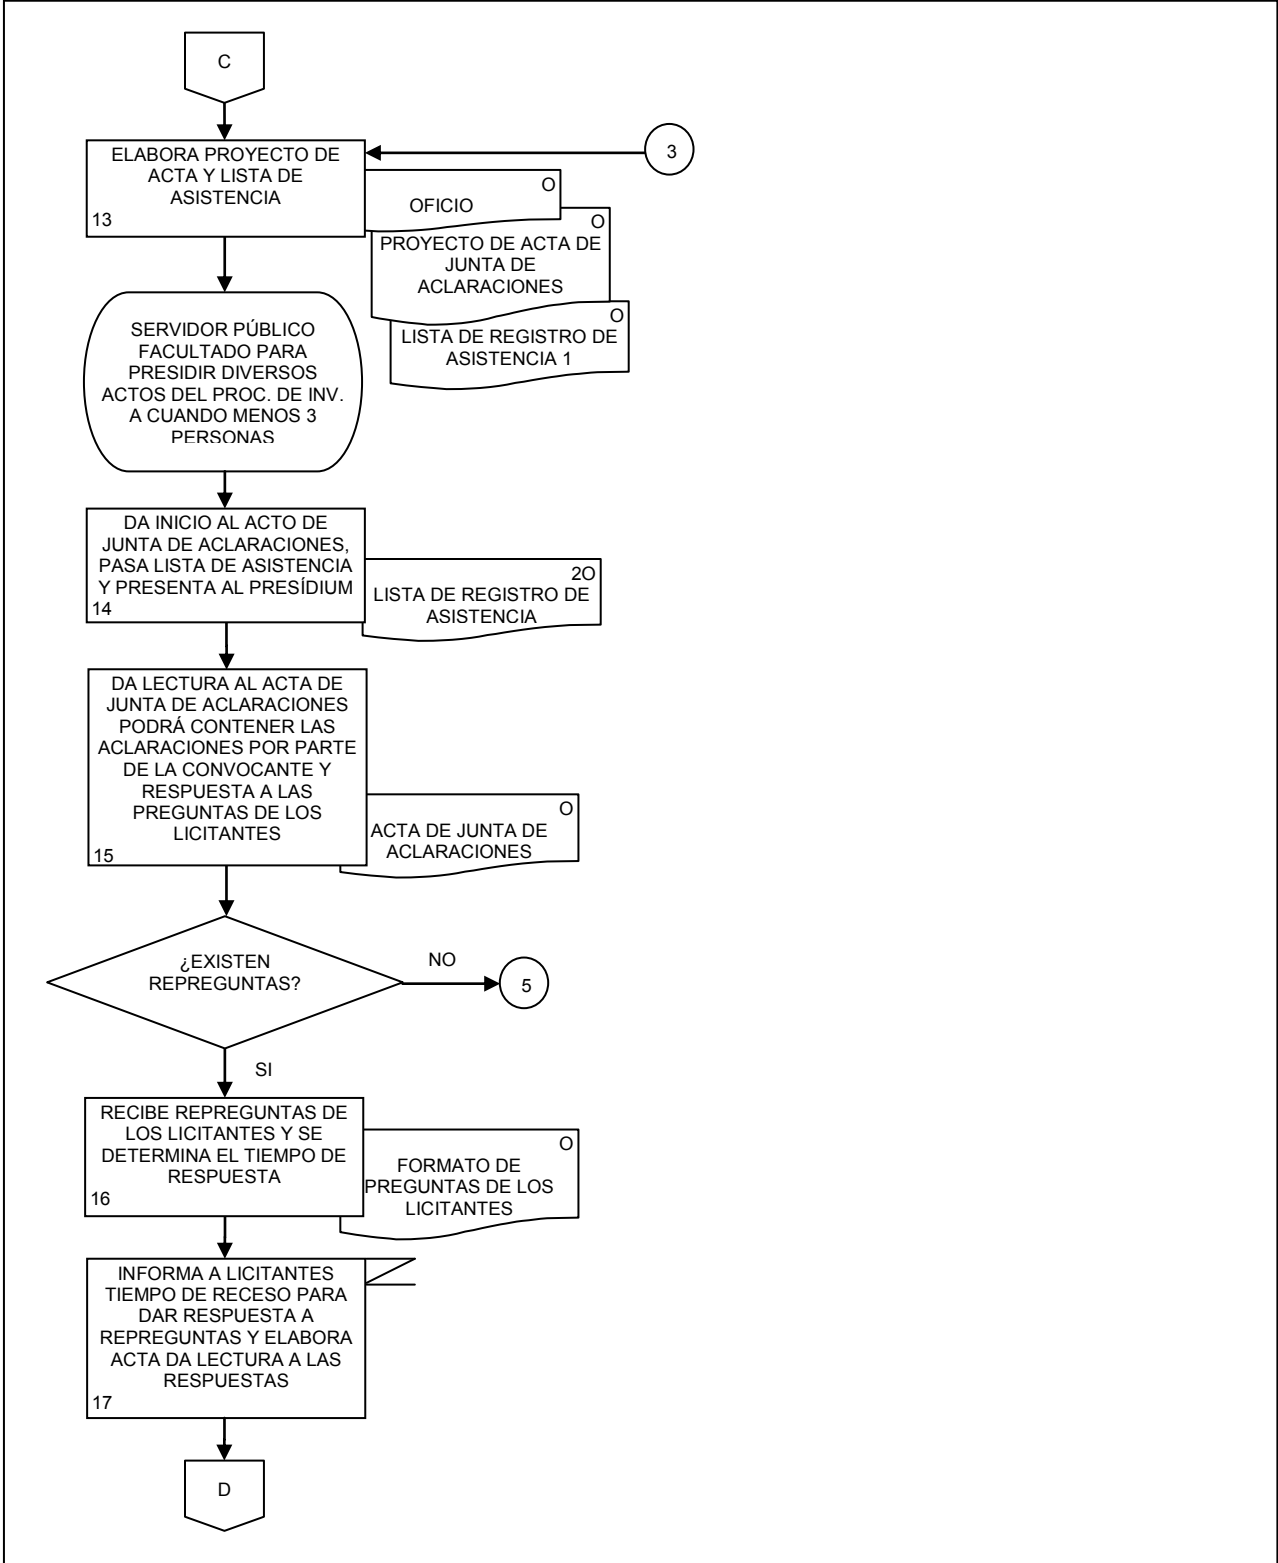 C
ELABORA PROYECTO DE
ACTA Y LISTA DE
ASISTENCIA
13
3
O
OFICIO
O
PROYECTO DE ACTA DE
JUNTA DE
ACLARACIONES
O
LISTA DE REGISTRO DE
ASISTENCIA 1
SERVIDOR PÚBLICO
FACULTADO PARA
PRESIDIR DIVERSOS
ACTOS DEL PROC. DE INV.
A CUANDO MENOS 3
PERSONAS
DA INICIO AL ACTO DE
JUNTA DE ACLARACIONES,
PASA LISTA DE ASISTENCIA
Y PRESENTA AL PRESÍDIUM
14
2O
LISTA DE REGISTRO DE
ASISTENCIA
DA LECTURA AL ACTA DE
JUNTA DE ACLARACIONES
PODRÁ CONTENER LAS
ACLARACIONES POR PARTE
DE LA CONVOCANTE Y
RESPUESTA A LAS
PREGUNTAS DE LOS
LICITANTES
15
O
ACTA DE JUNTA DE
ACLARACIONES
¿EXISTEN
REPREGUNTAS?
NO
5
SI
RECIBE REPREGUNTAS DE
LOS LICITANTES Y SE
DETERMINA EL TIEMPO DE
RESPUESTA
16
O
FORMATO DE
PREGUNTAS DE LOS
LICITANTES
INFORMA A LICITANTES
TIEMPO DE RECESO PARA
DAR RESPUESTA A
REPREGUNTAS Y ELABORA
ACTA DA LECTURA A LAS
RESPUESTAS
17
D